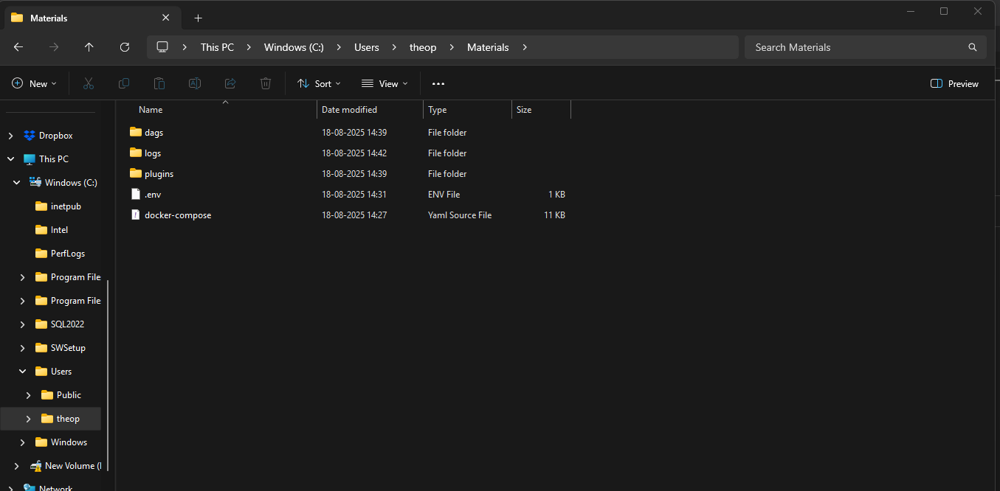 Materials
This PC > Windows (C:) > Users > theop > Materials >
Search Materials
New
Sort
View
Preview
Name Date modified Type Size
dags 18-08-2025 14:39 File folder
logs 18-08-2025 14:42 File folder
plugins 18-08-2025 14:39 File folder
.env 18-08-2025 14:31 ENV File 1 KB
docker-compose 18-08-2025 14:27 Yaml Source File 11 KB
Dropbox
This PC
Windows (C:)
inetpub
Intel
PerfLogs
Program File
Program File
SQL2022
SWSetup
Users
Public
theop
Windows
New Volume (
Network